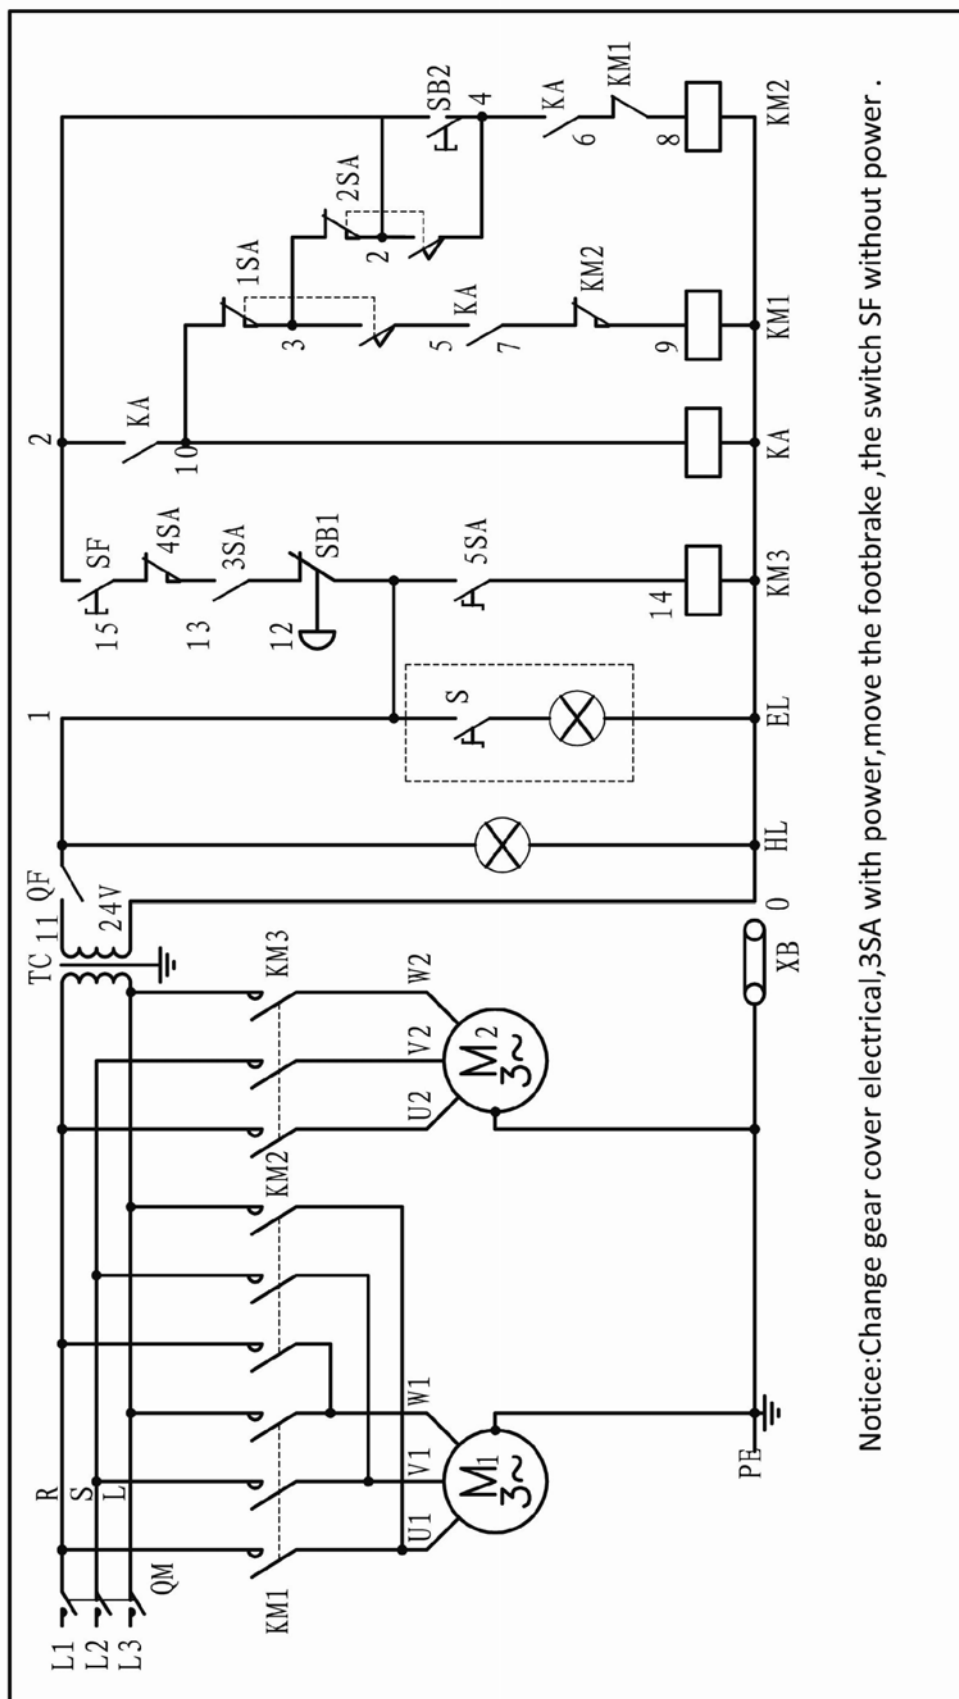 L1
L2
L3
QM
R
S
L
KM1
KM2
KM3
U1
V1
W1
U2
V2
W2
M1
3~
M2
3~
PE
XB
TC
11
QF
24V
0
HL
1
S
EL
2
SF
15
4SA
13
3SA
12
SB1
5SA
14
KM3
KA
10
KA
1SA
3
5
KA
7
KM2
9
KM1
2SA
2
SB2
4
KA
6
KM1
8
KM2
Notice:Change gear cover electrical,3SA with power,move the footbrake ,the switch SF without power .